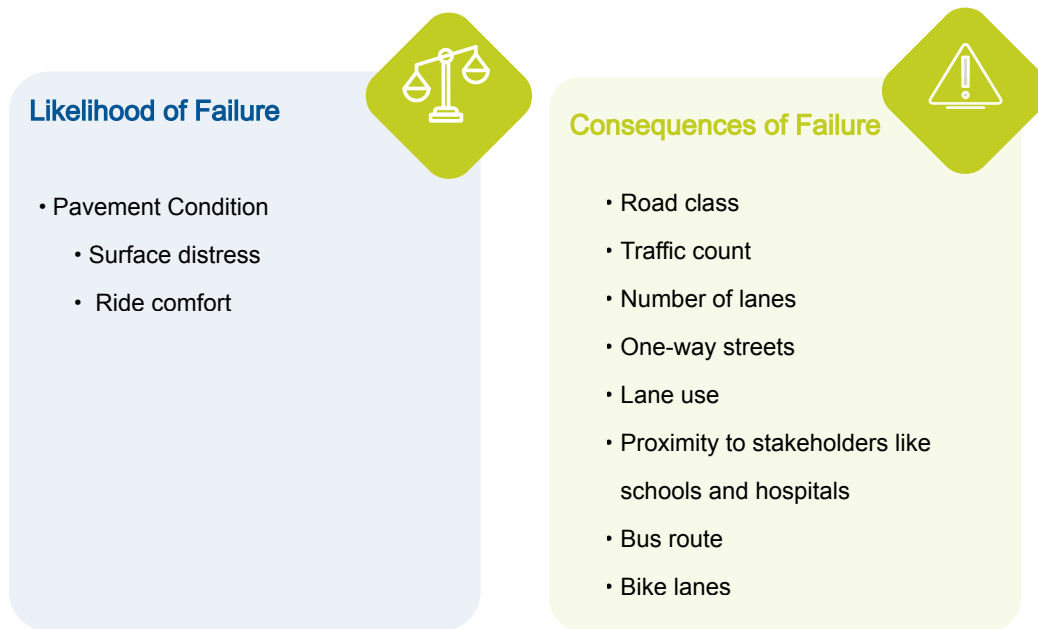 Likelihood of Failure
• Pavement Condition
• Surface distress
• Ride comfort
Consequences of Failure
• Road class
• Traffic count
• Number of lanes
• One-way streets
• Lane use
• Proximity to stakeholders like
schools and hospitals
• Bus route
• Bike lanes